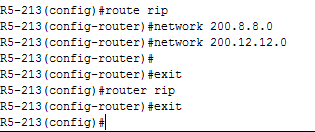 R5-213(config)#route rip
R5-213(config-router)#network 200.8.8.0
R5-213(config-router)#network 200.12.12.0
R5-213(config-router)#
R5-213(config-router)#exit
R5-213(config)#router rip
R5-213(config-router)#exit
R5-213(config)#